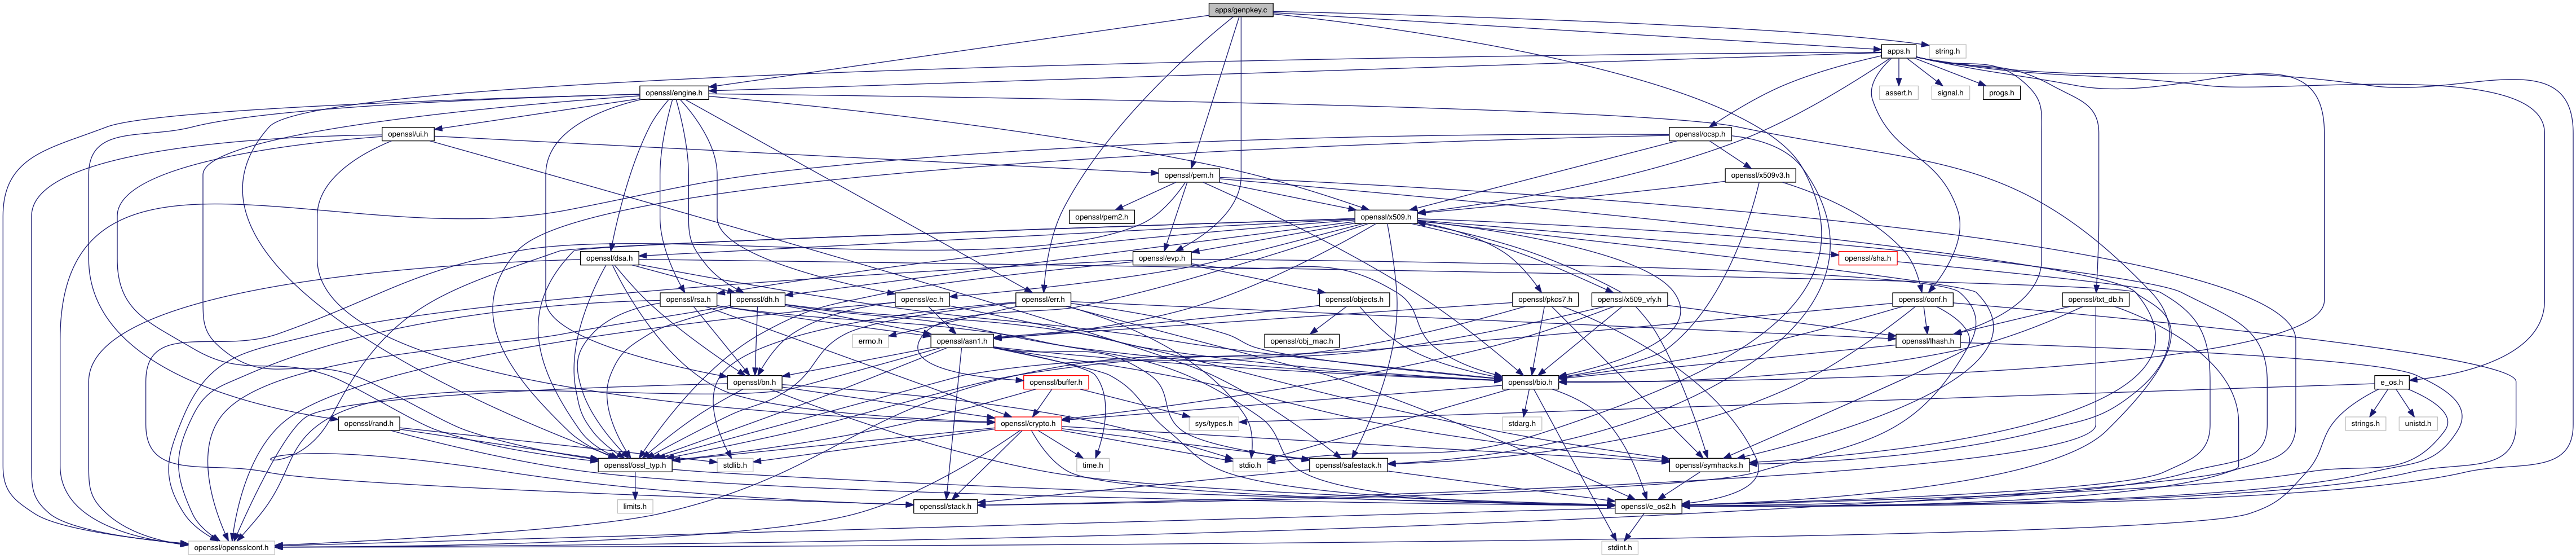 apps/genpkey.c
apps.h
string.h
openssl/engine.h
assert.h
signal.h
progs.h
openssl/ui.h
openssl/ocsp.h
openssl/pem.h
openssl/x509v3.h
openssl/pem2.h
openssl/x509.h
openssl/dsa.h
openssl/evp.h
openssl/sha.h
openssl/rsa.h
openssl/dh.h
openssl/ec.h
openssl/err.h
openssl/objects.h
openssl/pkcs7.h
openssl/x509_vfy.h
openssl/conf.h
openssl/txt_db.h
errno.h
openssl/asn1.h
openssl/obj_mac.h
openssl/lhash.h
openssl/bn.h
openssl/buffer.h
openssl/bio.h
e_os.h
openssl/rand.h
openssl/crypto.h
sys/types.h
stdarg.h
strings.h
unistd.h
openssl/ossl_typ.h
stdlib.h
time.h
stdio.h
openssl/safestack.h
openssl/symhacks.h
limits.h
openssl/stack.h
openssl/e_os2.h
openssl/opensslconf.h
stdint.h